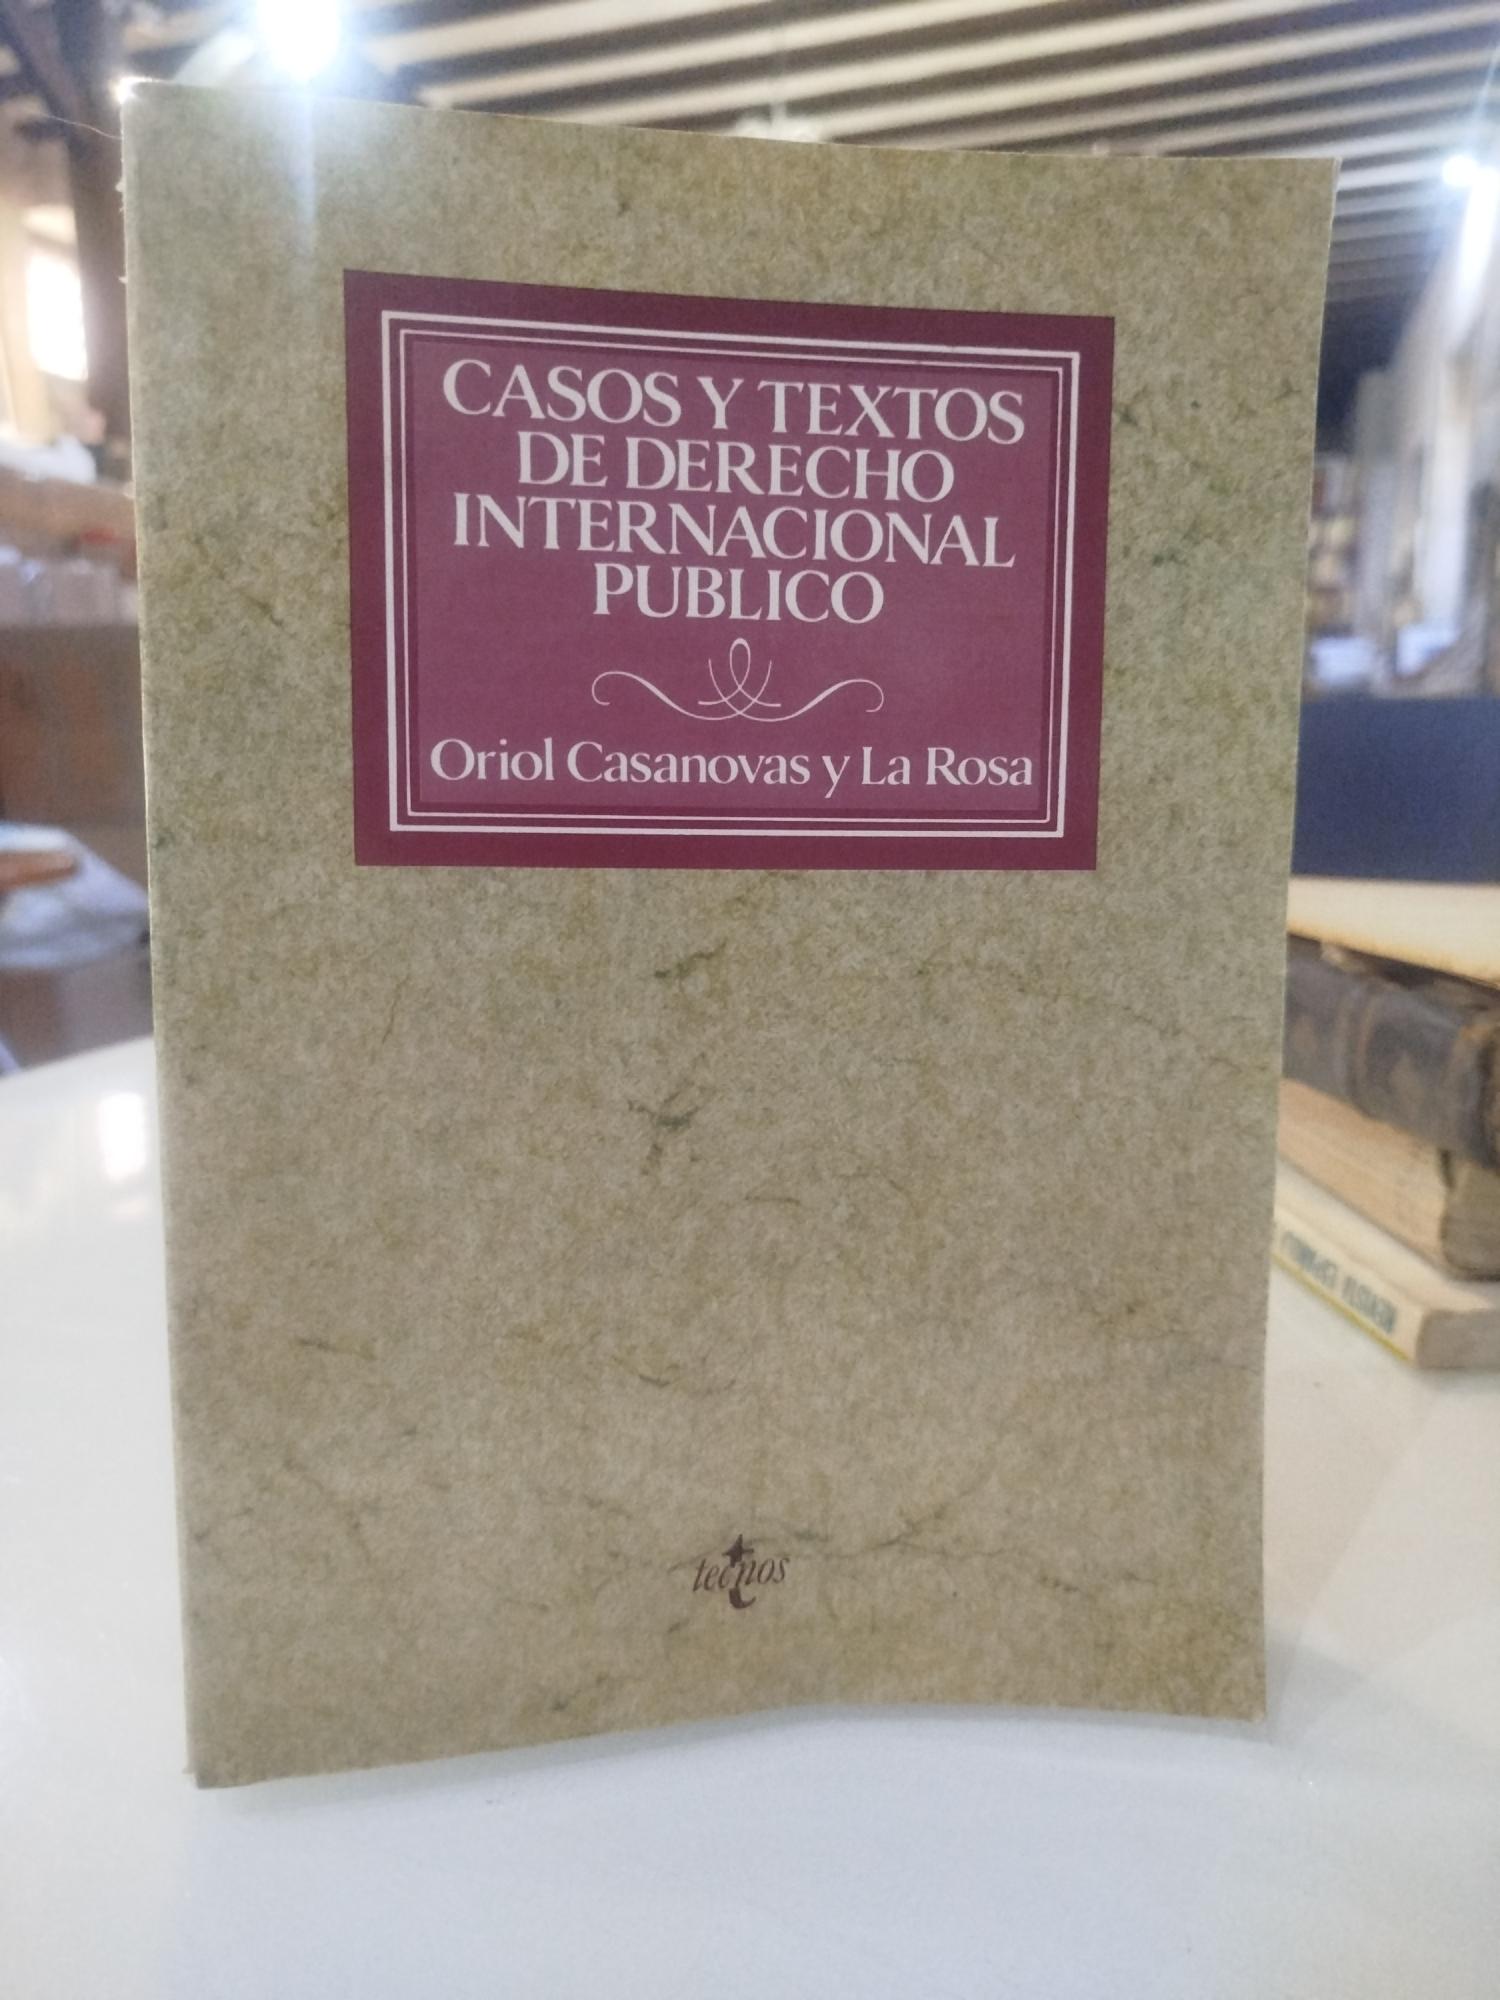 CASOS Y TEXTOS
DE DERECHO
INTERNACIONAL
PUBLICO
Oriol Casanovas y La Rosa
tecnos